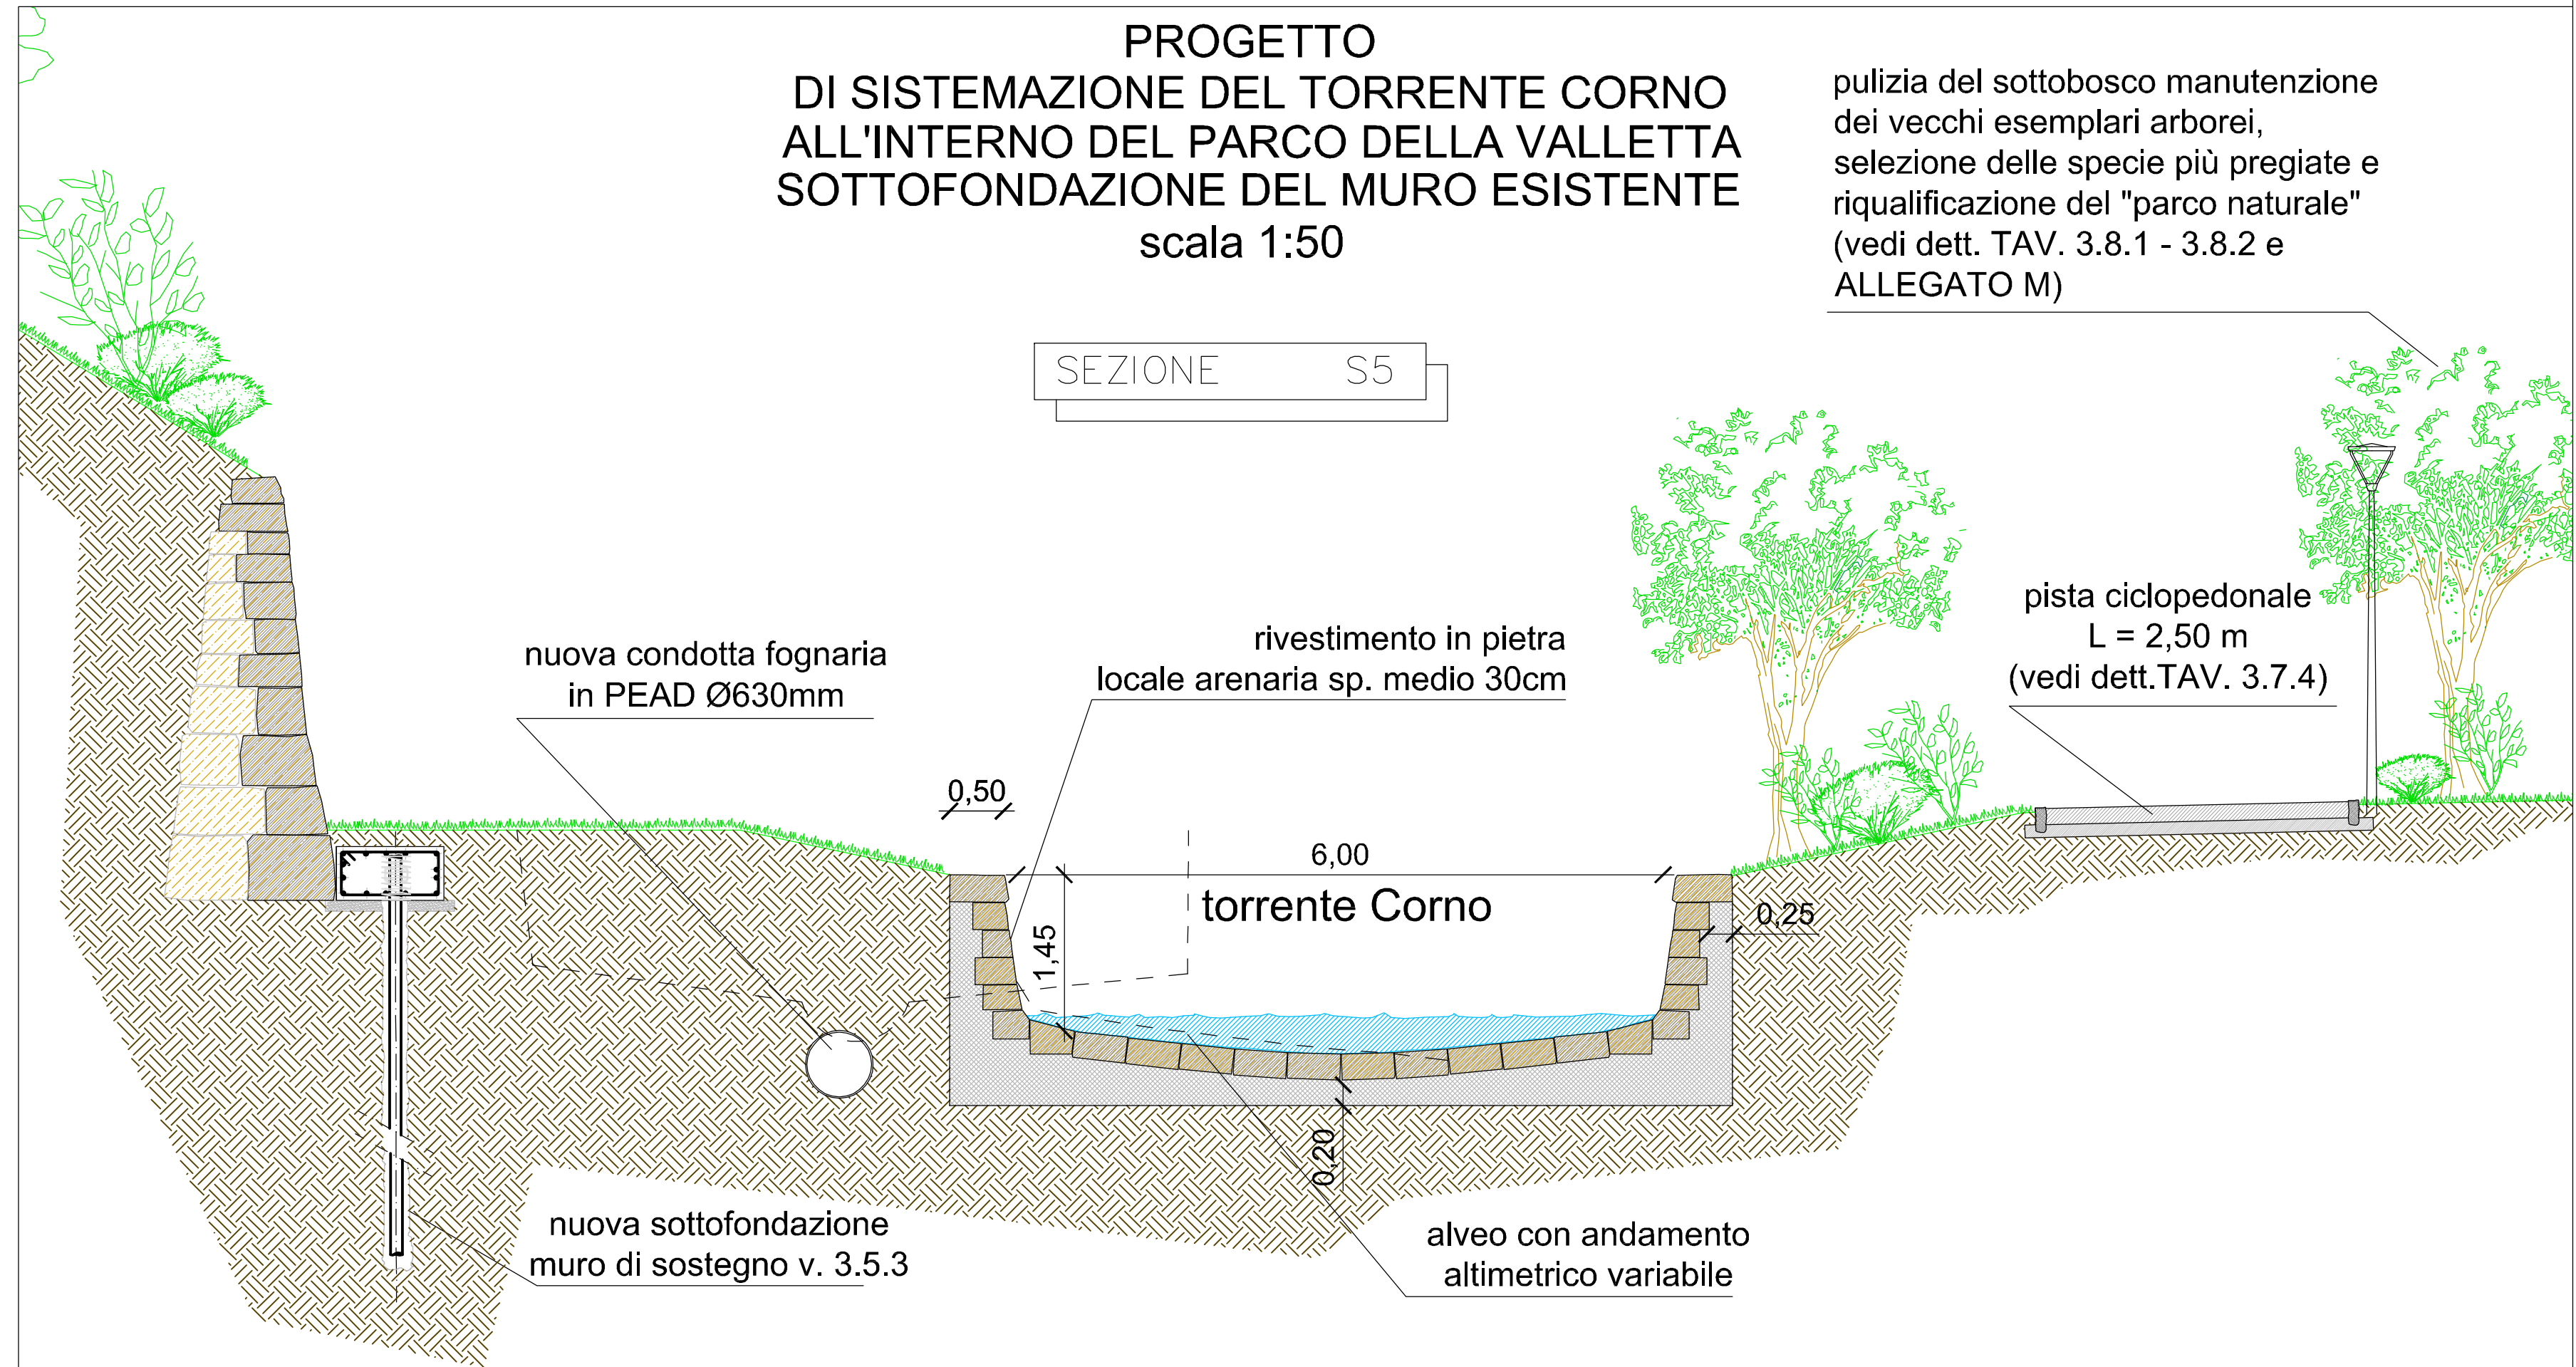 PROGETTO
DI SISTEMAZIONE DEL TORRENTE CORNO
ALL'INTERNO DEL PARCO DELLA VALLETTA
SOTTOFONDAZIONE DEL MURO ESISTENTE
scala 1:50
pulizia del sottobosco manutenzione
dei vecchi esemplari arborei,
selezione delle specie più pregiate e
riqualificazione del "parco naturale"
(vedi dett. TAV. 3.8.1 - 3.8.2 e
ALLEGATO M)
SEZIONE S5
nuova condotta fognaria
in PEAD Ø630mm
rivestimento in pietra
locale arenaria sp. medio 30cm
pista ciclopedonale
L = 2,50 m
(vedi dett.TAV. 3.7.4)
0,50
6,00
torrente Corno
0,25
1,45
0,20
nuova sottofondazione
muro di sostegno v. 3.5.3
alveo con andamento
altimetrico variabile